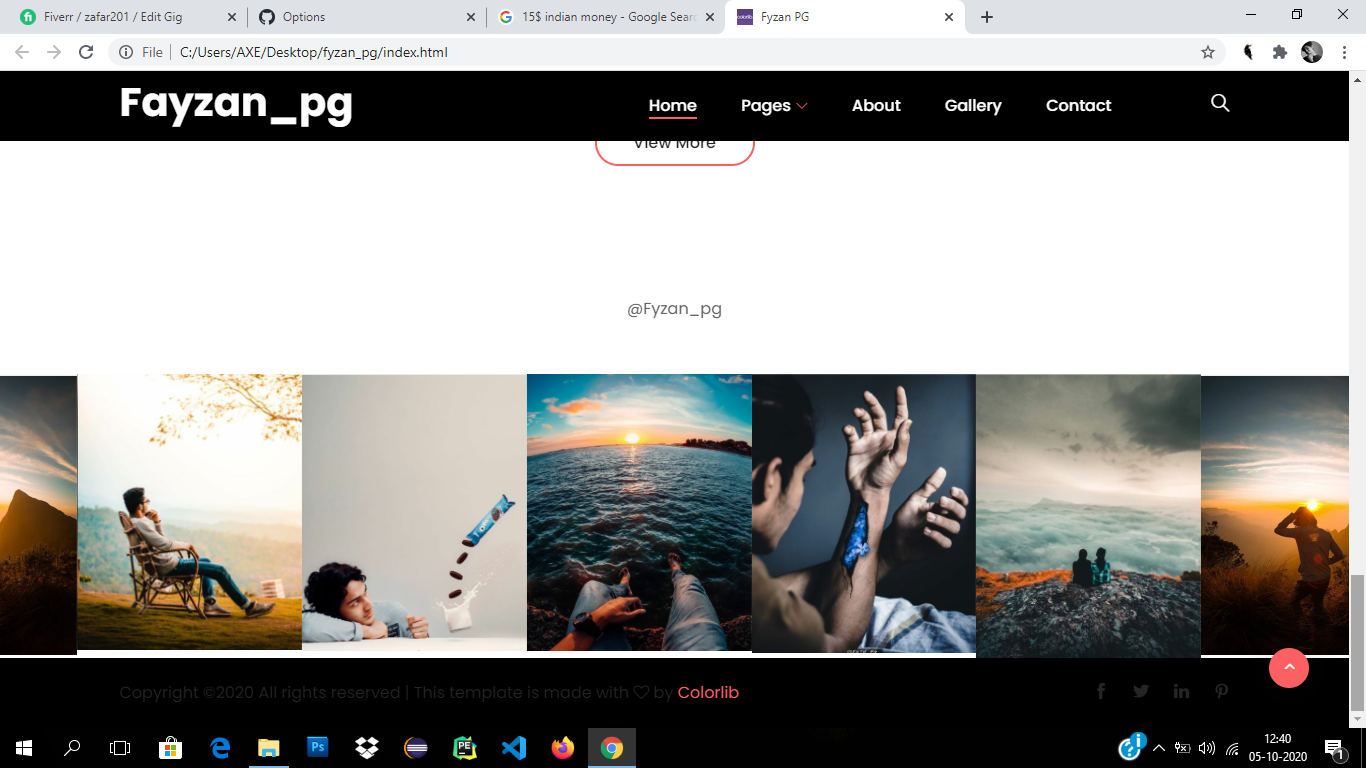 Fiverr / zafar201 / Edit Gig
Options
15$ indian money - Google Sear
Fyzan PG
File
C:/Users/AXE/Desktop/fyzan_pg/index.html
Fayzan_pg
Home
Pages
About
Gallery
Contact
View More
@Fyzan_pg
Copyright ©2020 All rights reserved | This template is made with ♡ by Colorlib
12:40
05-10-2020
1